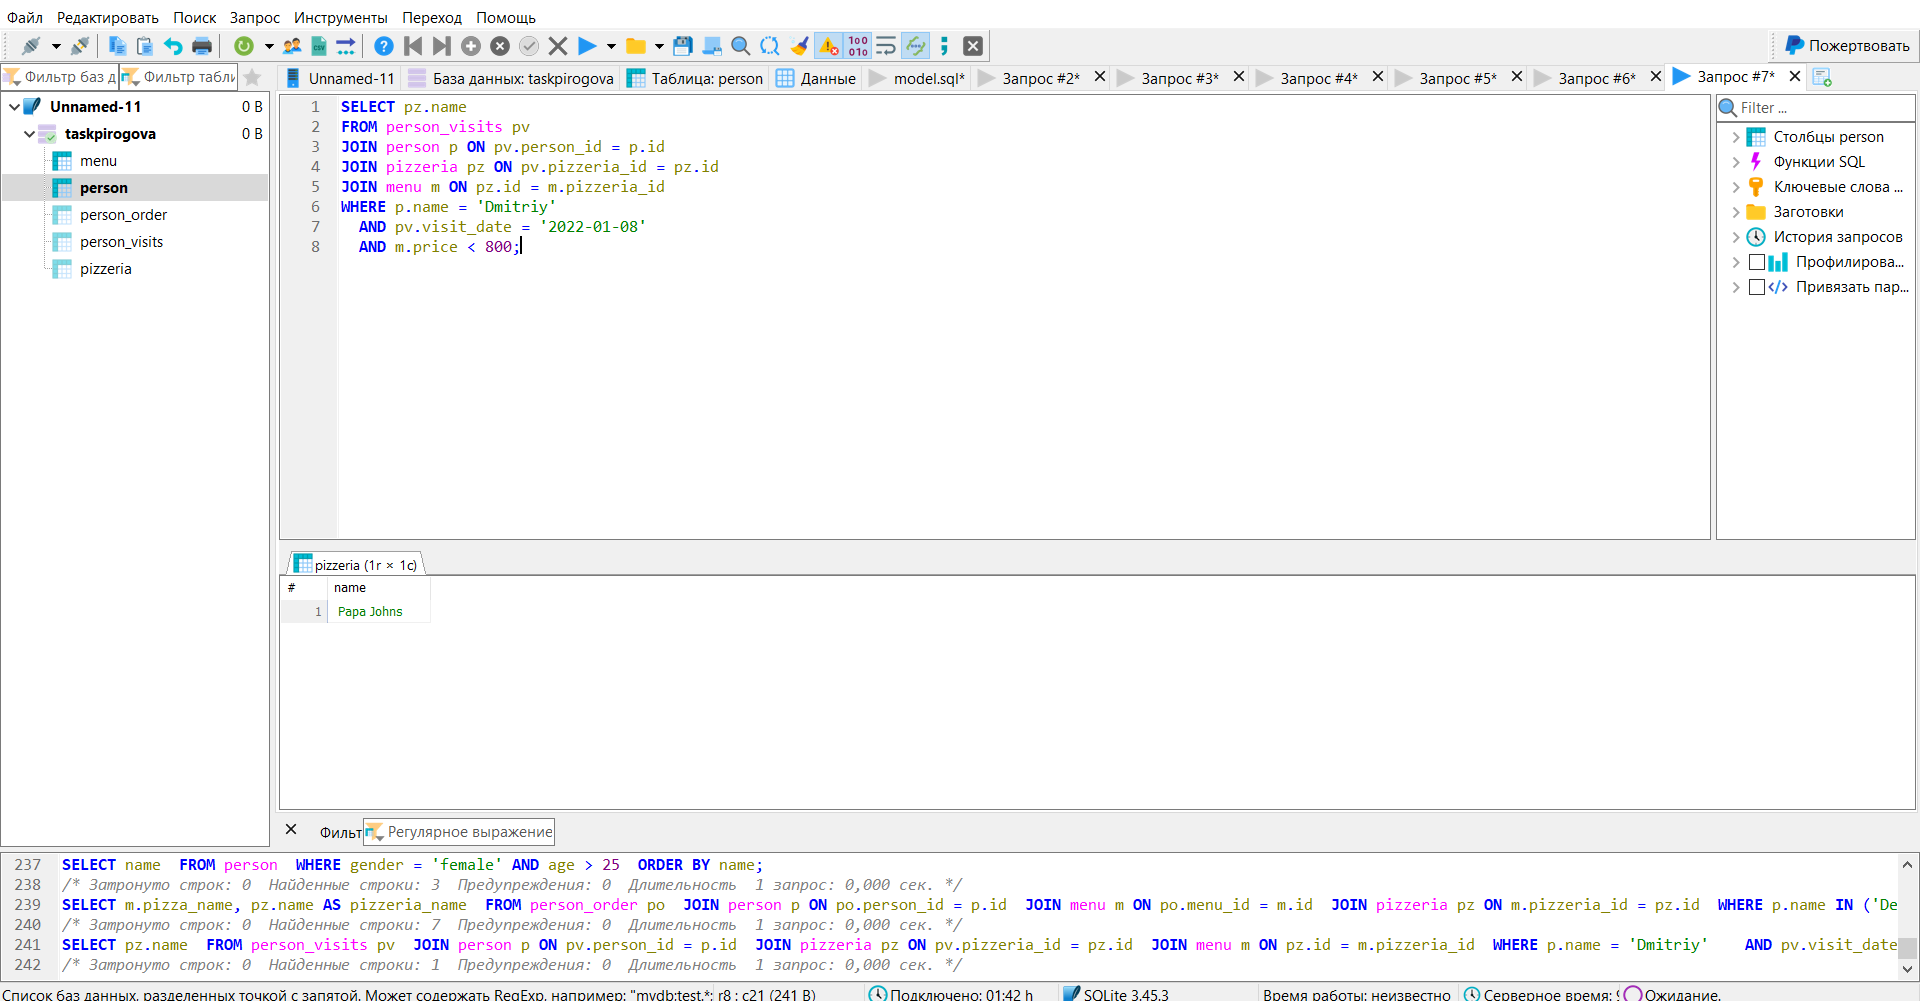 Файл Редактировать Поиск Запрос Инструменты Переход Помощь
Пожертвовать
Фильтр баз д Фильтр табли
Unnamed-11 База данных: taskpirogova Таблица: person Данные model.sql* Запрос #2* Запрос #3* Запрос #4* Запрос #5* Запрос #6* Запрос #7*
Unnamed-11 0 B
taskpirogova 0 B
menu
person
person_order
person_visits
pizzeria
1 SELECT pz.name
2 FROM person_visits pv
3 JOIN person p ON pv.person_id = p.id
4 JOIN pizzeria pz ON pv.pizzeria_id = pz.id
5 JOIN menu m ON pz.id = m.pizzeria_id
6 WHERE p.name = 'Dmitriy'
7 AND pv.visit_date = '2022-01-08'
8 AND m.price < 800;
Filter ...
Столбцы person
Функции SQL
Ключевые слова ...
Заготовки
История запросов
Профилирова...
Привязать пар...
pizzeria (1r × 1c)
# name
1 Papa Johns
Фильт Регулярное выражение
237 SELECT name FROM person WHERE gender = 'female' AND age > 25 ORDER BY name;
238 /* Затронуто строк: 0 Найденные строки: 3 Предупреждения: 0 Длительность 1 запрос: 0,000 сек. */
239 SELECT m.pizza_name, pz.name AS pizzeria_name FROM person_order po JOIN person p ON po.person_id = p.id JOIN menu m ON po.menu_id = m.id JOIN pizzeria pz ON m.pizzeria_id = pz.id WHERE p.name IN ('De
240 /* Затронуто строк: 0 Найденные строки: 7 Предупреждения: 0 Длительность 1 запрос: 0,000 сек. */
241 SELECT pz.name FROM person_visits pv JOIN person p ON pv.person_id = p.id JOIN pizzeria pz ON pv.pizzeria_id = pz.id JOIN menu m ON pz.id = m.pizzeria_id WHERE p.name = 'Dmitriy' AND pv.visit_date
242 /* Затронуто строк: 0 Найденные строки: 1 Предупреждения: 0 Длительность 1 запрос: 0,000 сек. */
Список баз данных, разделенных точкой с запятой. Может содержать RegExp, например: "mydb;test.*; r8 : c21 (241 B) Подключено: 01:42 h SQLite 3.45.3 Время работы: неизвестно Серверное время: Ожидание.